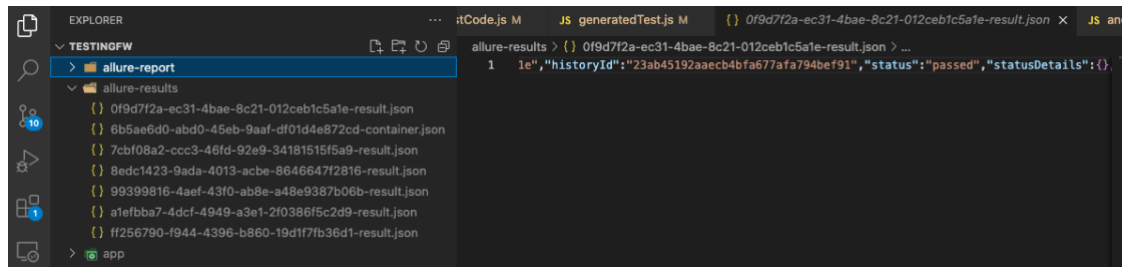 EXPLORER
TESTINGFW
allure-report
allure-results
0f9d7f2a-ec31-4bae-8c21-012ceb1c5a1e-result.json
6b5ae6d0-abd0-45eb-9aaf-df01d4e872cd-container.json
7cbf08a2-ccc3-46fd-92e9-34181515f5a9-result.json
8edc1423-9ada-4013-acbe-8646647f2816-result.json
99399816-4aef-43f0-ab8e-a48e9387b06b-result.json
a1efbba7-4dcf-4949-a3e1-2f0386f5c2d9-result.json
ff256790-f944-4396-b860-19d1f7fb36d1-result.json
app
10
1
stCode.js M
JS generatedTest.js M
{} 0f9d7f2a-ec31-4bae-8c21-012ceb1c5a1e-result.json
JS an
allure-results > {} 0f9d7f2a-ec31-4bae-8c21-012ceb1c5a1e-result.json > ...
1 1e","historyId":"23ab45192aaecb4bfa677afa794bef91","status":"passed","statusDetails":{},